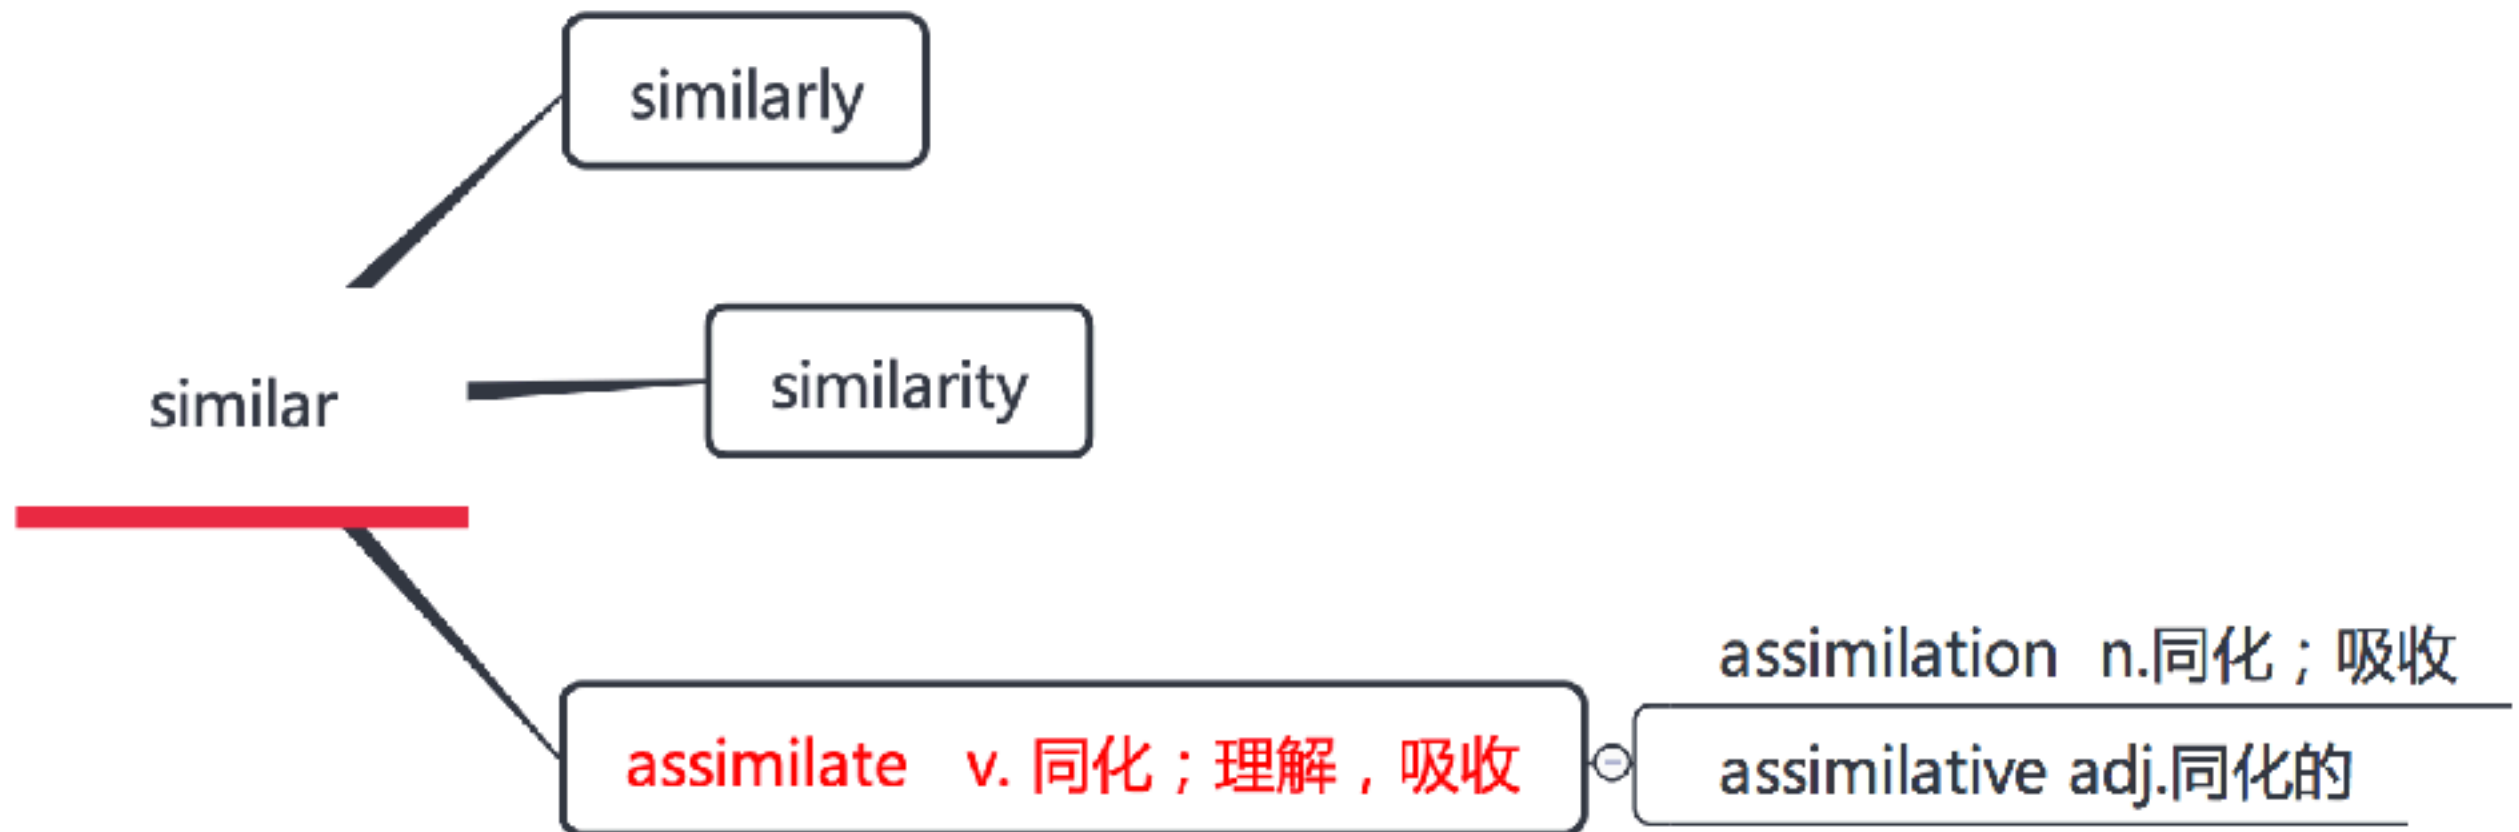 similarly
similarity
similar
assimilate v. 同化；理解，吸收
assimilation n.同化；吸收
assimilative adj.同化的